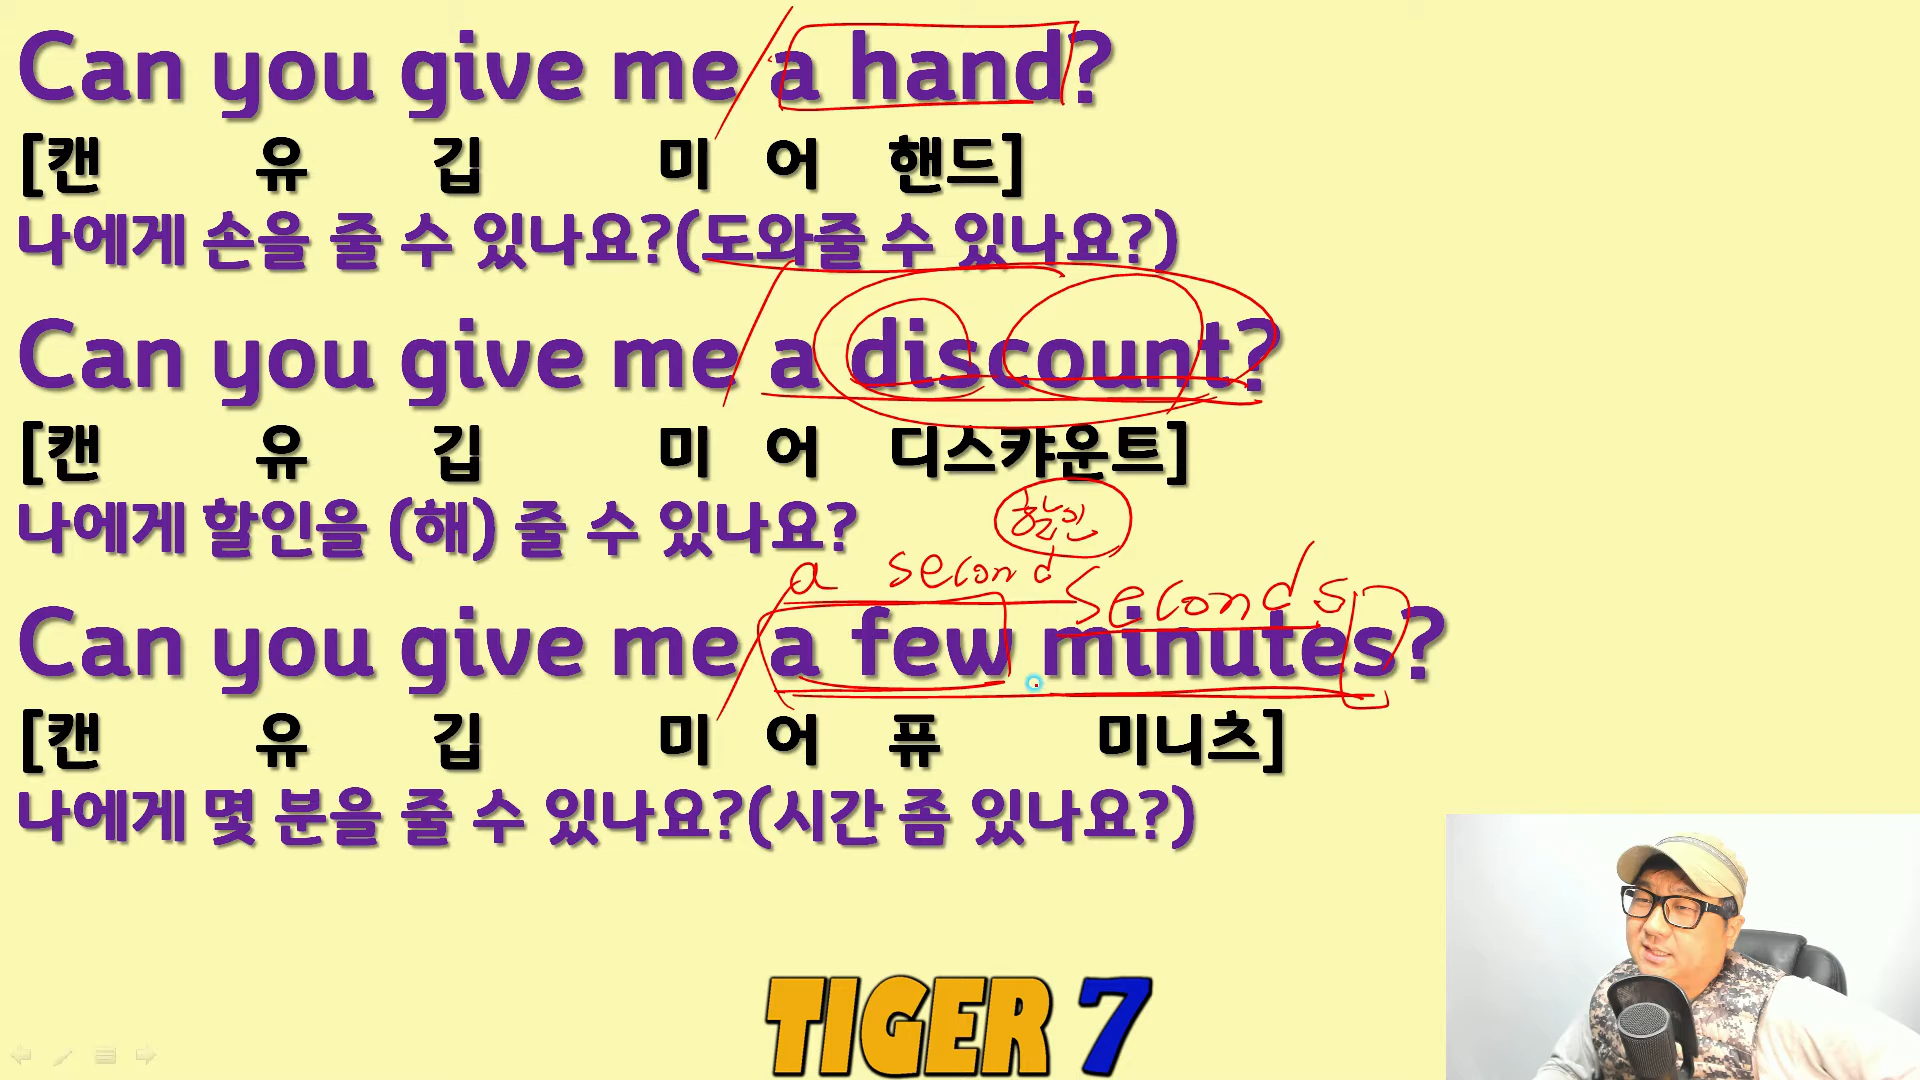 Can you give me a hand?
[캔 유 깁 미 어 핸드]
나에게 손을 줄 수 있나요?(도와줄 수 있나요?)
Can you give me a discount?
[캔 유 깁 미 어 디스캬운트]
나에게 할인을 (해) 줄 수 있나요?
할인
a second seconds
Can you give me a few minutes?
[캔 유 깁 미 어 퓨 미니츠]
나에게 몇 분을 줄 수 있나요?(시간 좀 있나요?)
TIGER 7